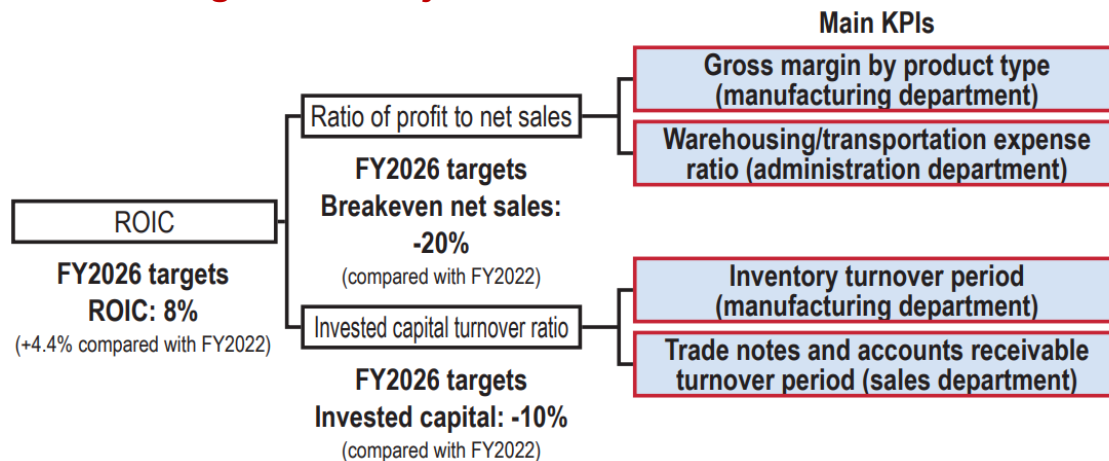 Main KPIs
Gross margin by product type
(manufacturing department)
Ratio of profit to net sales
Warehousing/transportation expense
ratio (administration department)
FY2026 targets
Breakeven net sales:
-20%
(compared with FY2022)
ROIC
FY2026 targets
ROIC: 8%
(+4.4% compared with FY2022)
Inventory turnover period
(manufacturing department)
Invested capital turnover ratio
Trade notes and accounts receivable
turnover period (sales department)
FY2026 targets
Invested capital: -10%
(compared with FY2022)